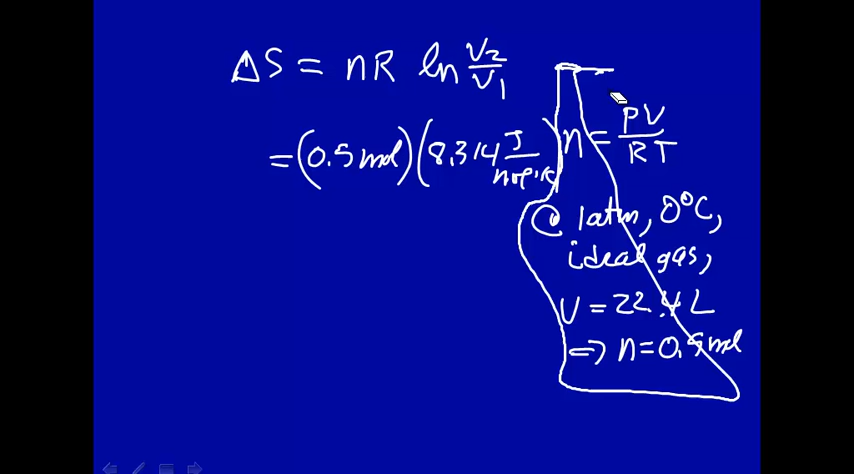 ΔS = nR ln V₂/V₁
= (0.5 mol) (8.314 J/mol·K)
n = PV/RT
@ 1atm, 0°C,
ideal gas,
V = 22.4 L
⇒ n = 0.5 mol